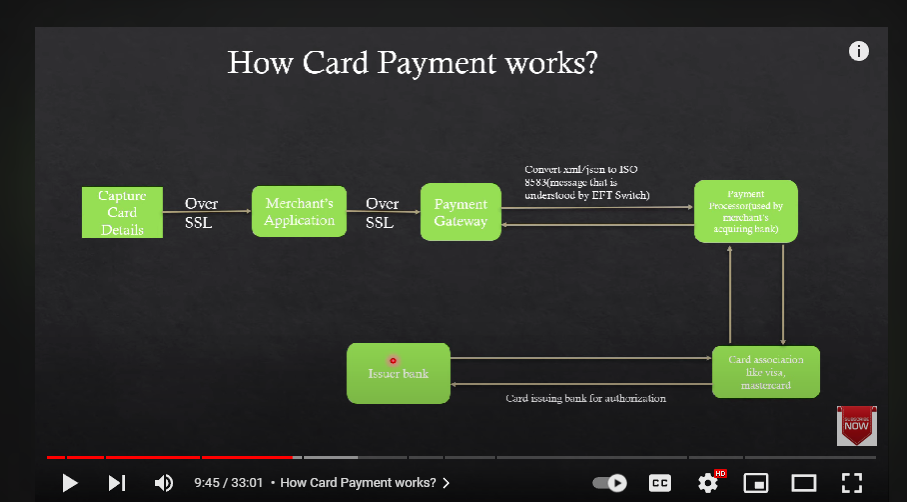 How Card Payment works?
Convert xml/json to ISO
8583(message that is
understood by EFT Switch)
Capture
Card
Details
Over
SSL
Merchant's
Application
Over
SSL
Payment
Gateway
Payment
Processor(used by
merchant's
acquiring bank)
Issuer bank
Card association
like visa,
mastercard
Card issuing bank for authorization
SUBSCRIBE
NOW
9:45 / 33:01 • How Card Payment works?
CC
HD